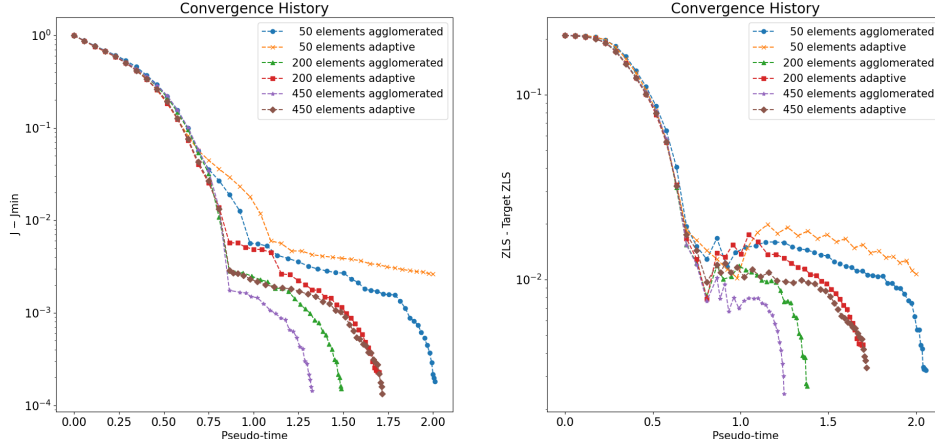 Convergence History
J − Jmin
10⁰
10⁻¹
10⁻²
10⁻³
10⁻⁴
50 elements agglomerated
50 elements adaptive
200 elements agglomerated
200 elements adaptive
450 elements agglomerated
450 elements adaptive
0.00 0.25 0.50 0.75 1.00 1.25 1.50 1.75 2.00
Pseudo-time
Convergence History
ZLS - Target ZLS
10⁻¹
10⁻²
50 elements agglomerated
50 elements adaptive
200 elements agglomerated
200 elements adaptive
450 elements agglomerated
450 elements adaptive
0.0 0.5 1.0 1.5 2.0
Pseudo-time